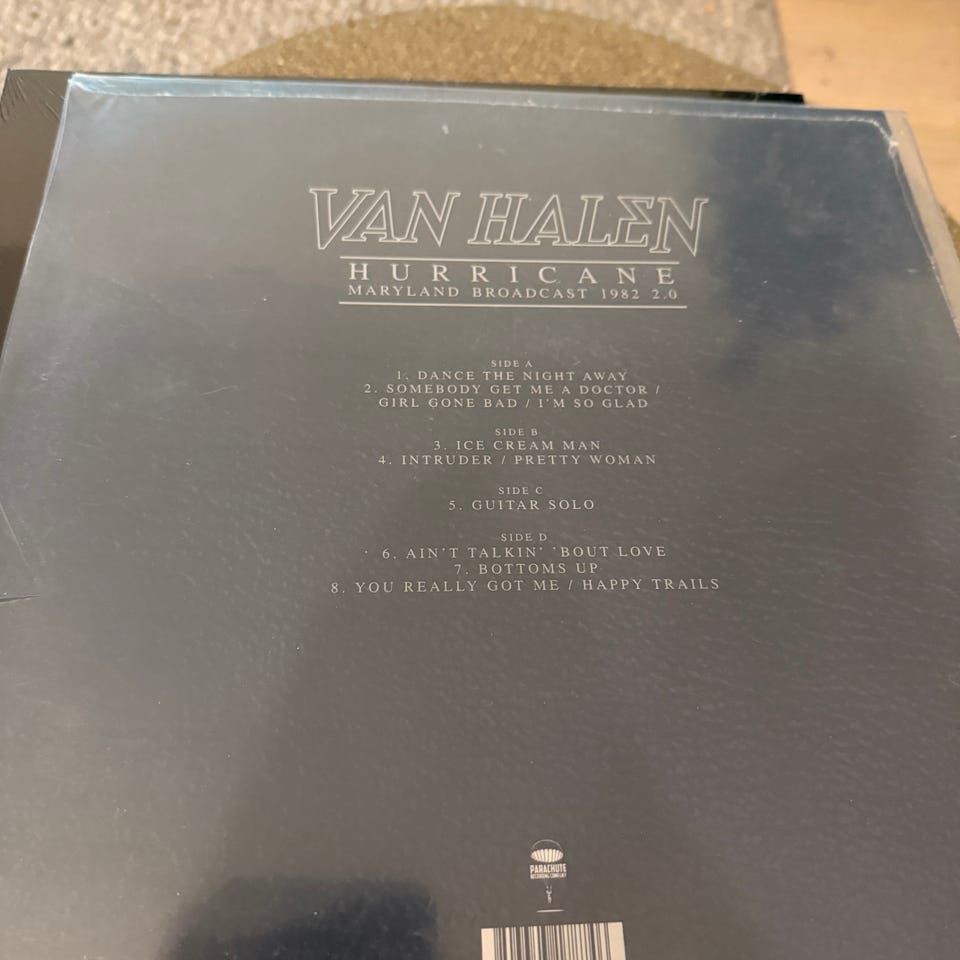 VAN HALEN
HURRICANE
MARYLAND BROADCAST 1982 2.0
SIDE A
1. DANCE THE NIGHT AWAY
2. SOMEBODY GET ME A DOCTOR /
GIRL GONE BAD / I'M SO GLAD
SIDE B
3. ICE CREAM MAN
4. INTRUDER / PRETTY WOMAN
SIDE C
5. GUITAR SOLO
SIDE D
6. AIN'T TALKIN' 'BOUT LOVE
7. BOTTOMS UP
8. YOU REALLY GOT ME / HAPPY TRAILS
PARACHUTE
RECORDING COMPANY